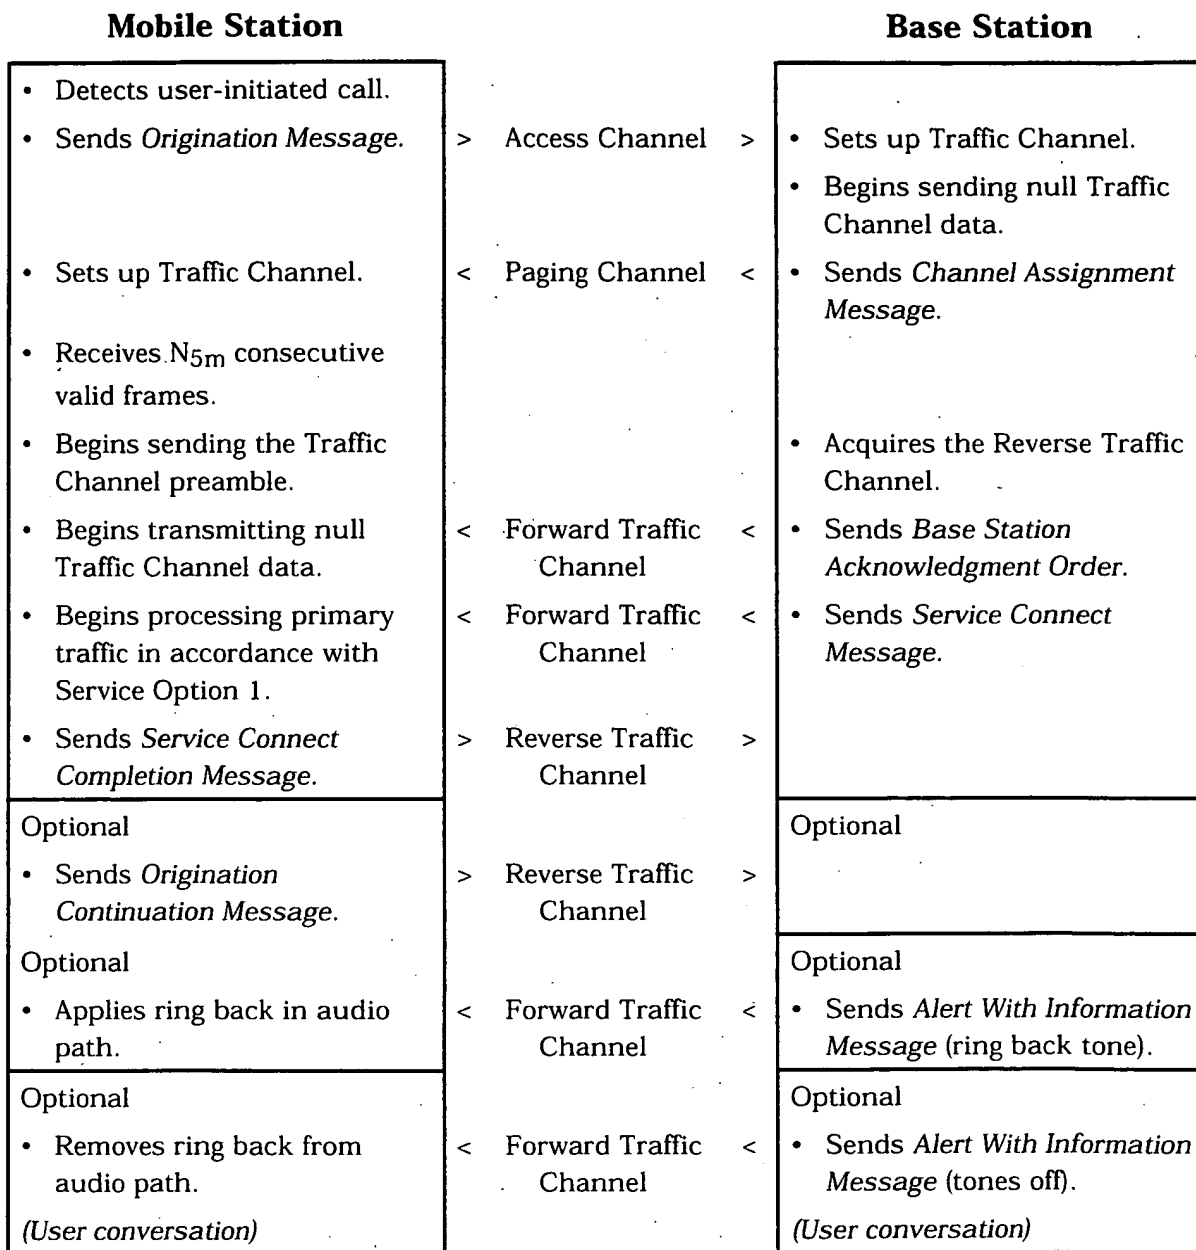 Mobile Station Base Station
• Detects user-initiated call.
• Sends Origination Message. > Access Channel > • Sets up Traffic Channel.
• Begins sending null Traffic
Channel data.
• Sets up Traffic Channel. < Paging Channel < • Sends Channel Assignment
Message.
• Receives N5m consecutive
valid frames.
• Begins sending the Traffic • Acquires the Reverse Traffic
Channel preamble. Channel.
• Begins transmitting null < Forward Traffic < • Sends Base Station
Traffic Channel data. Channel Acknowledgment Order.
• Begins processing primary < Forward Traffic < • Sends Service Connect
traffic in accordance with Channel Message.
Service Option 1.
• Sends Service Connect > Reverse Traffic >
Completion Message. Channel
Optional Optional
• Sends Origination > Reverse Traffic >
Continuation Message. Channel
Optional Optional
• Applies ring back in audio < Forward Traffic < • Sends Alert With Information
path. Channel Message (ring back tone).
Optional Optional
• Removes ring back from < Forward Traffic < • Sends Alert With Information
audio path. Channel Message (tones off).
(User conversation) (User conversation)